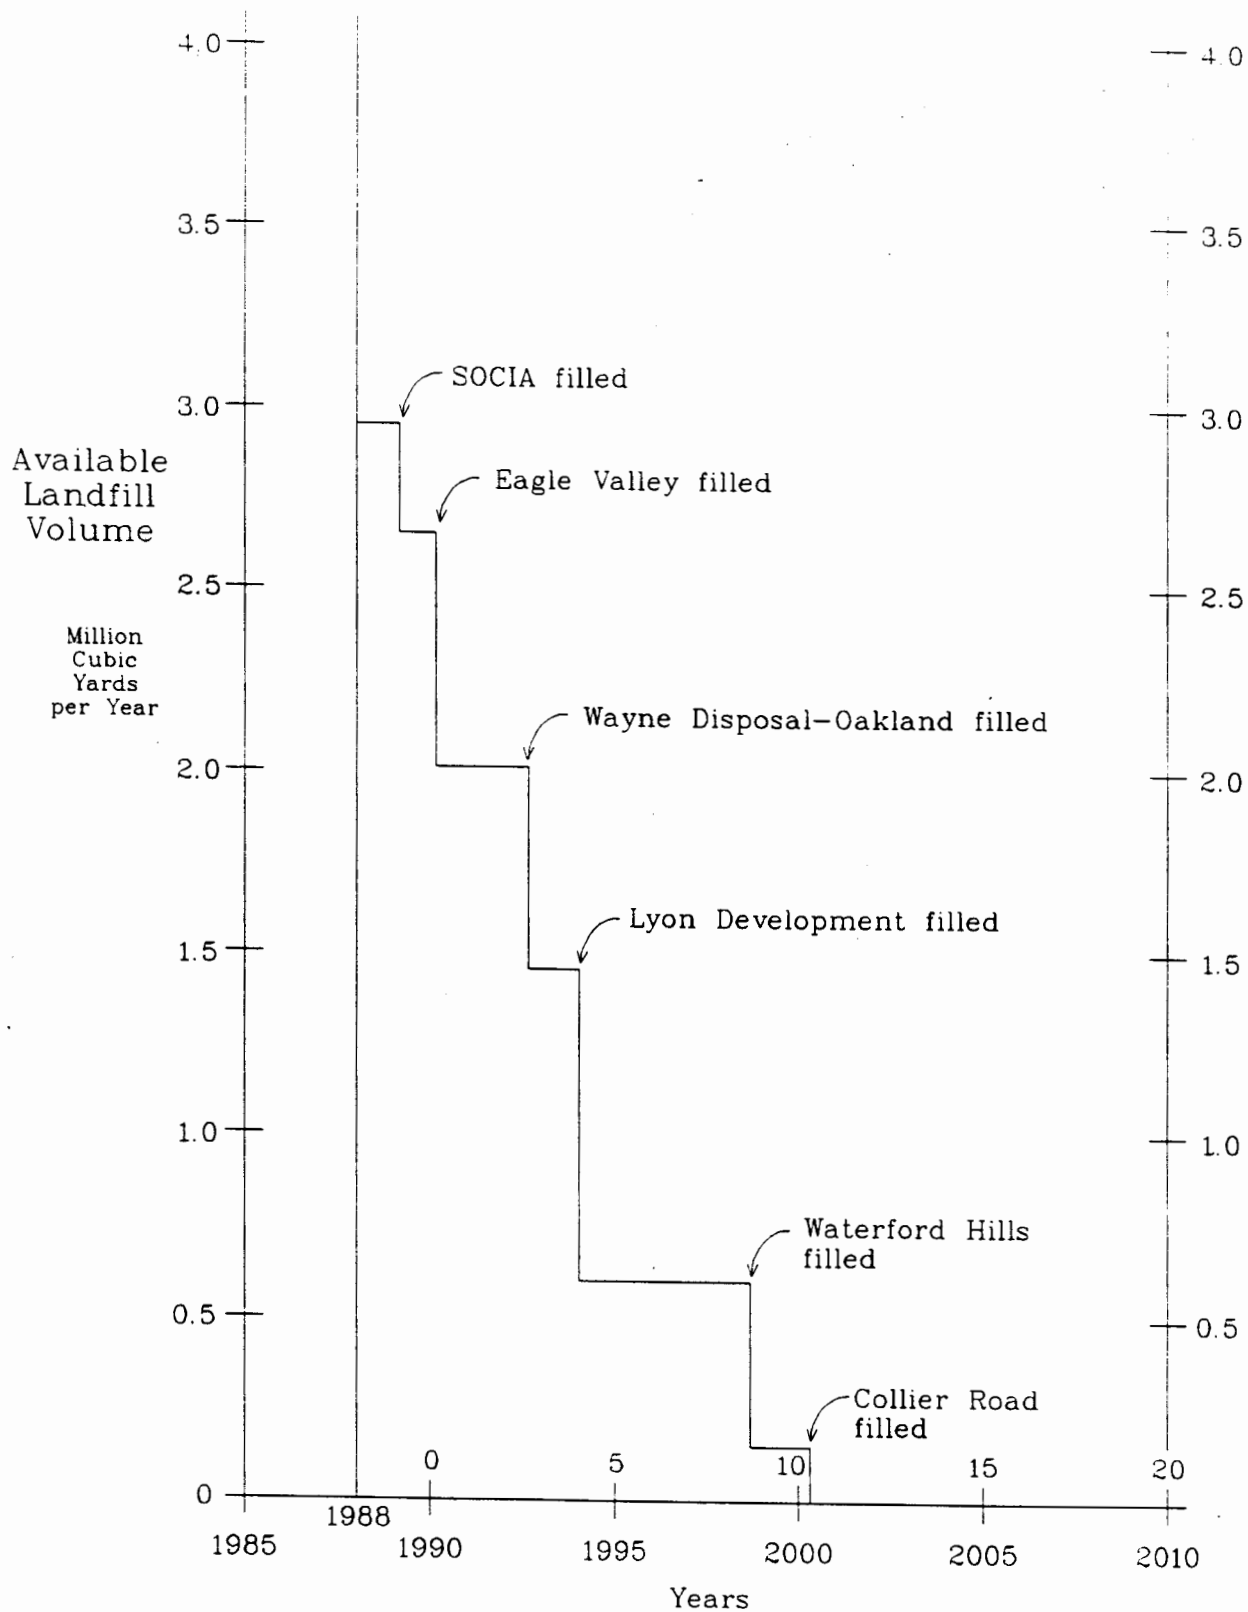 4.0
4.0
3.5
3.5
SOCIA filled
3.0
3.0
Available
Landfill
Volume
Eagle Valley filled
2.5
2.5
Million
Cubic
Yards
per Year
Wayne Disposal-Oakland filled
2.0
2.0
Lyon Development filled
1.5
1.5
1.0
1.0
Waterford Hills
filled
0.5
0.5
Collier Road
filled
0 5 10 15 20
0
1988
1985 1990 1995 2000 2005 2010
Years